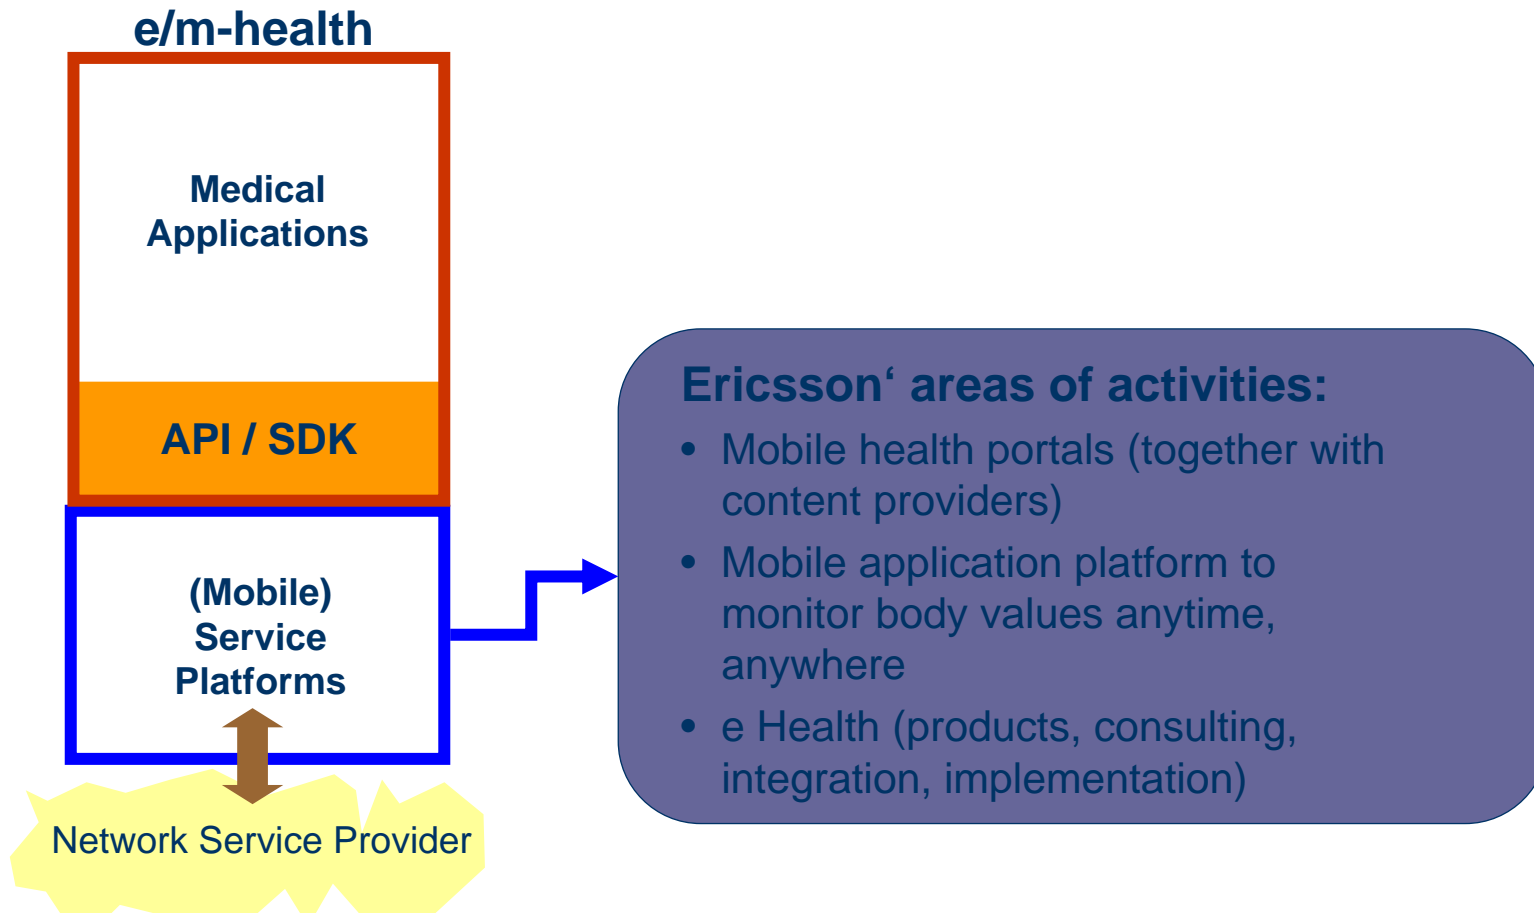 e/m-health
Medical
Applications
API / SDK
(Mobile)
Service
Platforms
Network Service Provider
Ericsson‘ areas of activities:
• Mobile health portals (together with
content providers)
• Mobile application platform to
monitor body values anytime,
anywhere
• e Health (products, consulting,
integration, implementation)